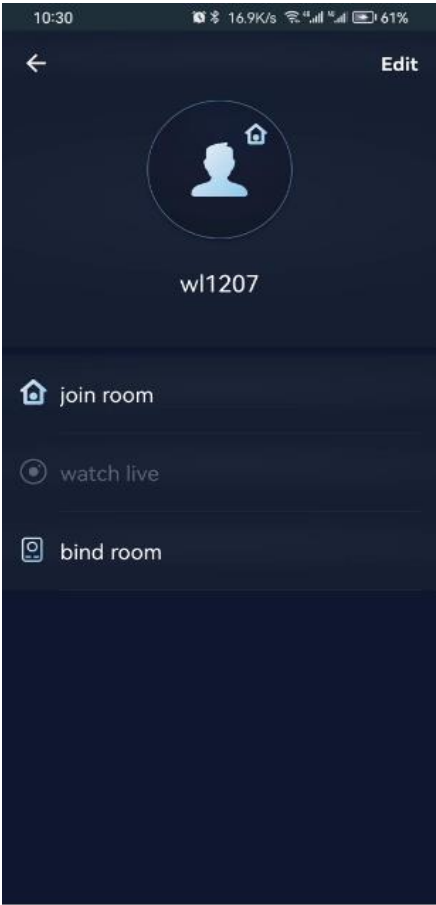 10:30 16.9K/s 61%
Edit
wl1207
join room
watch live
bind room